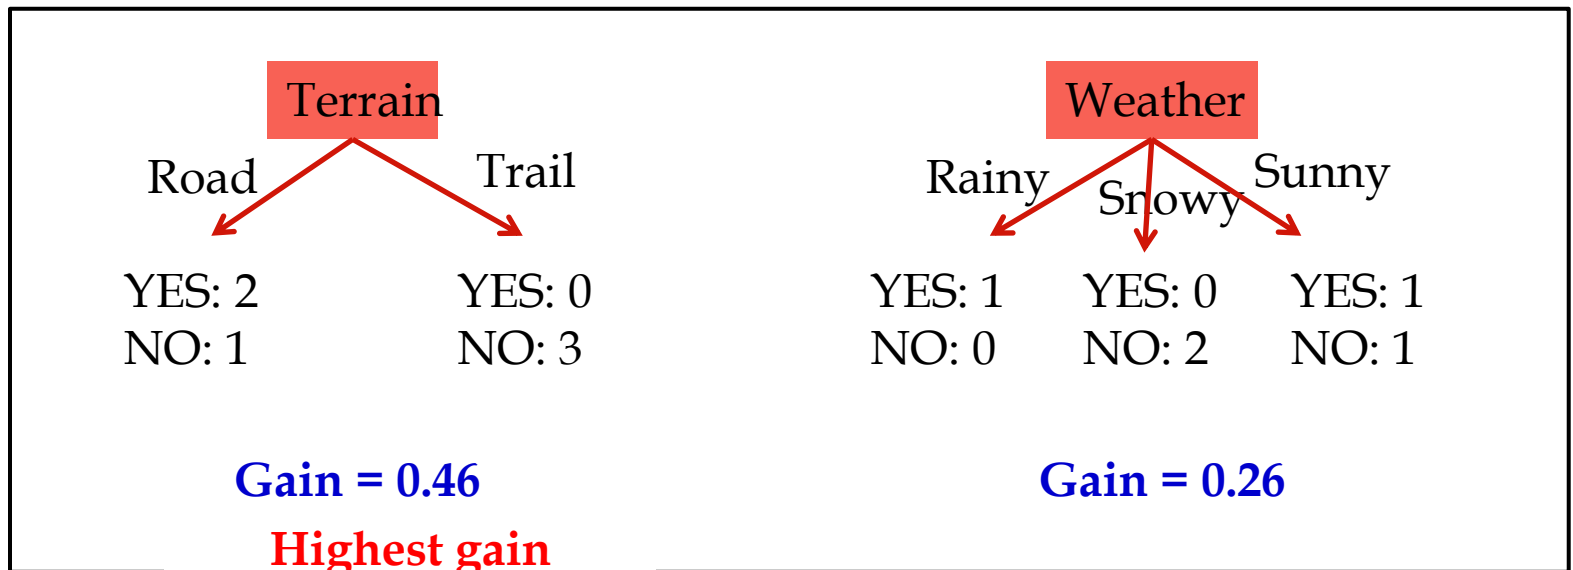 Terrain
Road
Trail
YES: 2
NO: 1
YES: 0
NO: 3
Gain = 0.46
Highest gain
Weather
Rainy
Snowy
Sunny
YES: 1
NO: 0
YES: 0
NO: 2
YES: 1
NO: 1
Gain = 0.26